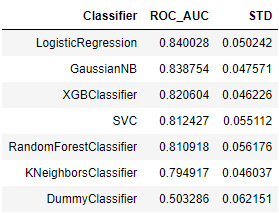 Classifier ROC_AUC STD
LogisticRegression 0.840028 0.050242
GaussianNB 0.838754 0.047571
XGBClassifier 0.820604 0.046226
SVC 0.812427 0.055112
RandomForestClassifier 0.810918 0.056176
KNeighborsClassifier 0.794917 0.046037
DummyClassifier 0.503286 0.062151